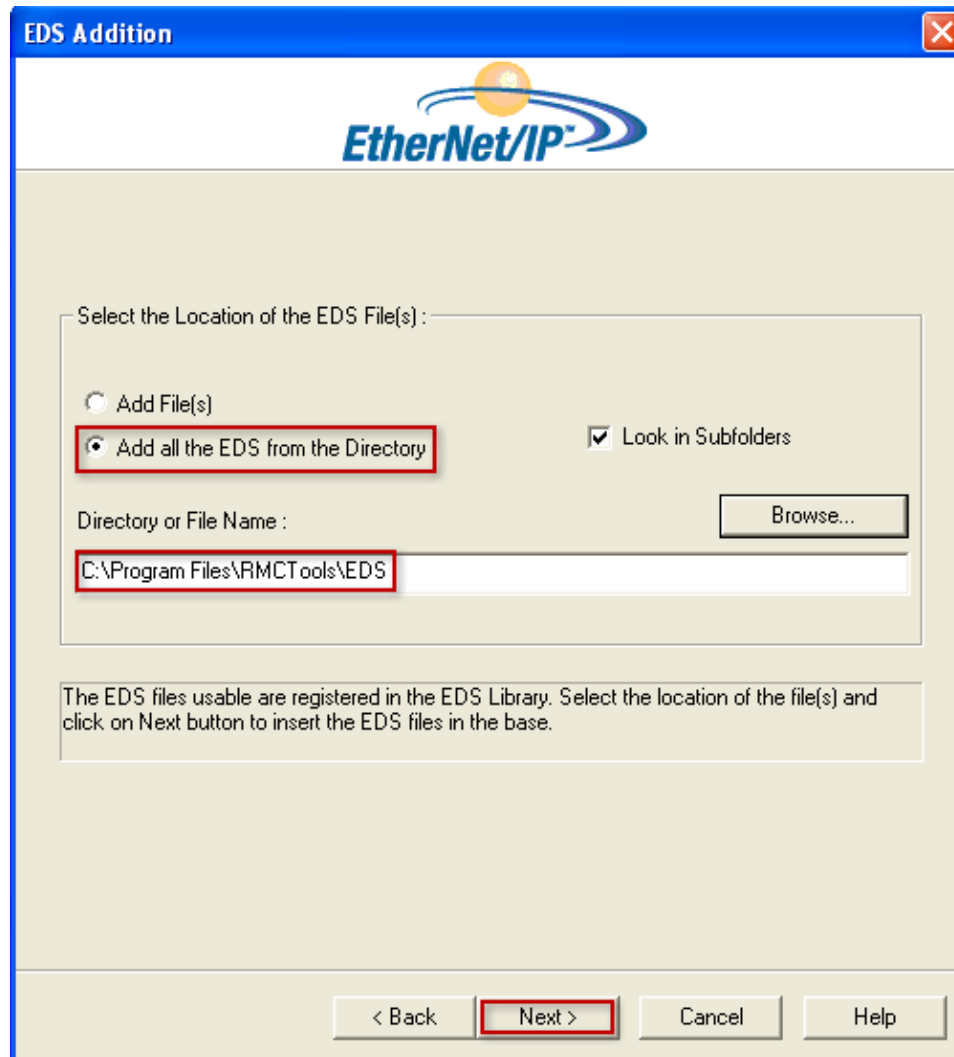 EDS Addition
EtherNet/IP™
Select the Location of the EDS File(s) :
Add File(s)
Add all the EDS from the Directory
Look in Subfolders
Directory or File Name :
Browse...
C:\Program Files\RMCTools\EDS
The EDS files usable are registered in the EDS Library. Select the location of the file(s) and
click on Next button to insert the EDS files in the base.
< Back
Next >
Cancel
Help